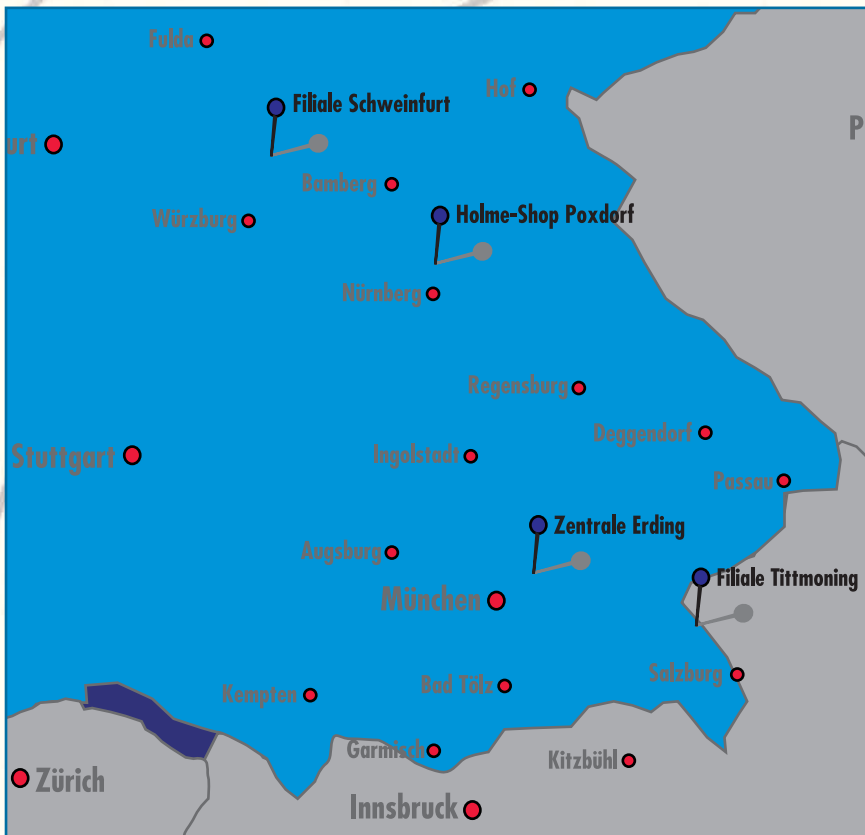 Fulda
Hof
Filiale Schweinfurt
P
urt
Bamberg
Würzburg
Holme-Shop Poxdorf
Nürnberg
Regensburg
Deggendorf
Stuttgart
Ingolstadt
Passau
Zentrale Erding
Augsburg
Filiale Tittmoning
München
Salzburg
Bad Tölz
Kempten
Garmisch
Kitzbühl
Zürich
Innsbruck